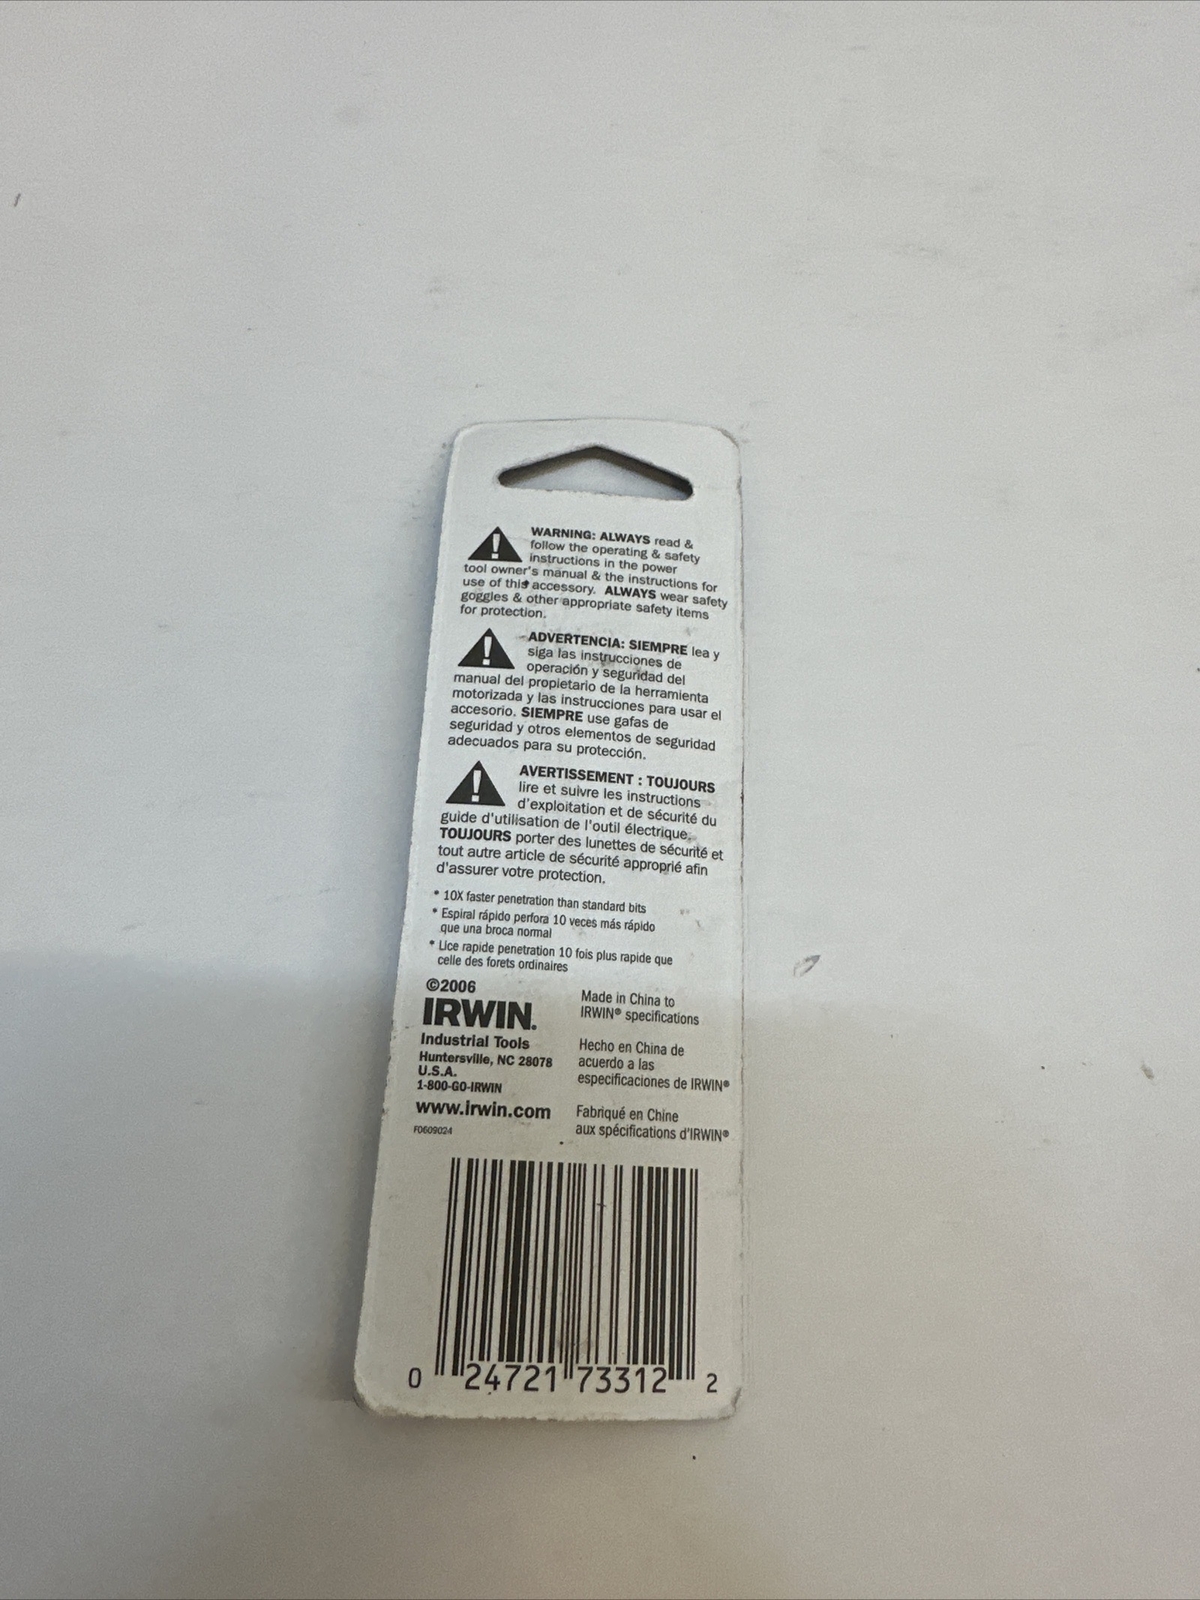 WARNING: ALWAYS read &
follow the operating & safety
instructions in the power
tool owner's manual & the instructions for
use of this accessory. ALWAYS wear safety
goggles & other appropriate safety items
for protection.
ADVERTENCIA: SIEMPRE lea y
siga las instrucciones de
operación y seguridad del
manual del propietario de la herramienta
motorizada y las instrucciones para usar el
accesorio. SIEMPRE use gafas de
seguridad y otros elementos de seguridad
adecuados para su protección.
AVERTISSEMENT : TOUJOURS
lire et suivre les instructions
d'exploitation et de sécurité du
guide d'utilisation de l'outil électrique.
TOUJOURS porter des lunettes de sécurité et
tout autre article de sécurité approprié afin
d'assurer votre protection.
* 10X faster penetration than standard bits
* Espiral rápido perfora 10 veces más rápido
que una broca normal
* Lice rapide penetration 10 fois plus rapide que
celle des forets ordinaires
©2006
IRWIN.
Industrial Tools
Huntersville, NC 28078
U.S.A.
1-800-GO-IRWIN
www.irwin.com
F0609024
Made in China to
IRWIN® specifications
Hecho en China de
acuerdo a las
especificaciones de IRWIN®
Fabriqué en Chine
aux spécifications d'IRWIN®
0 24721 73312 2